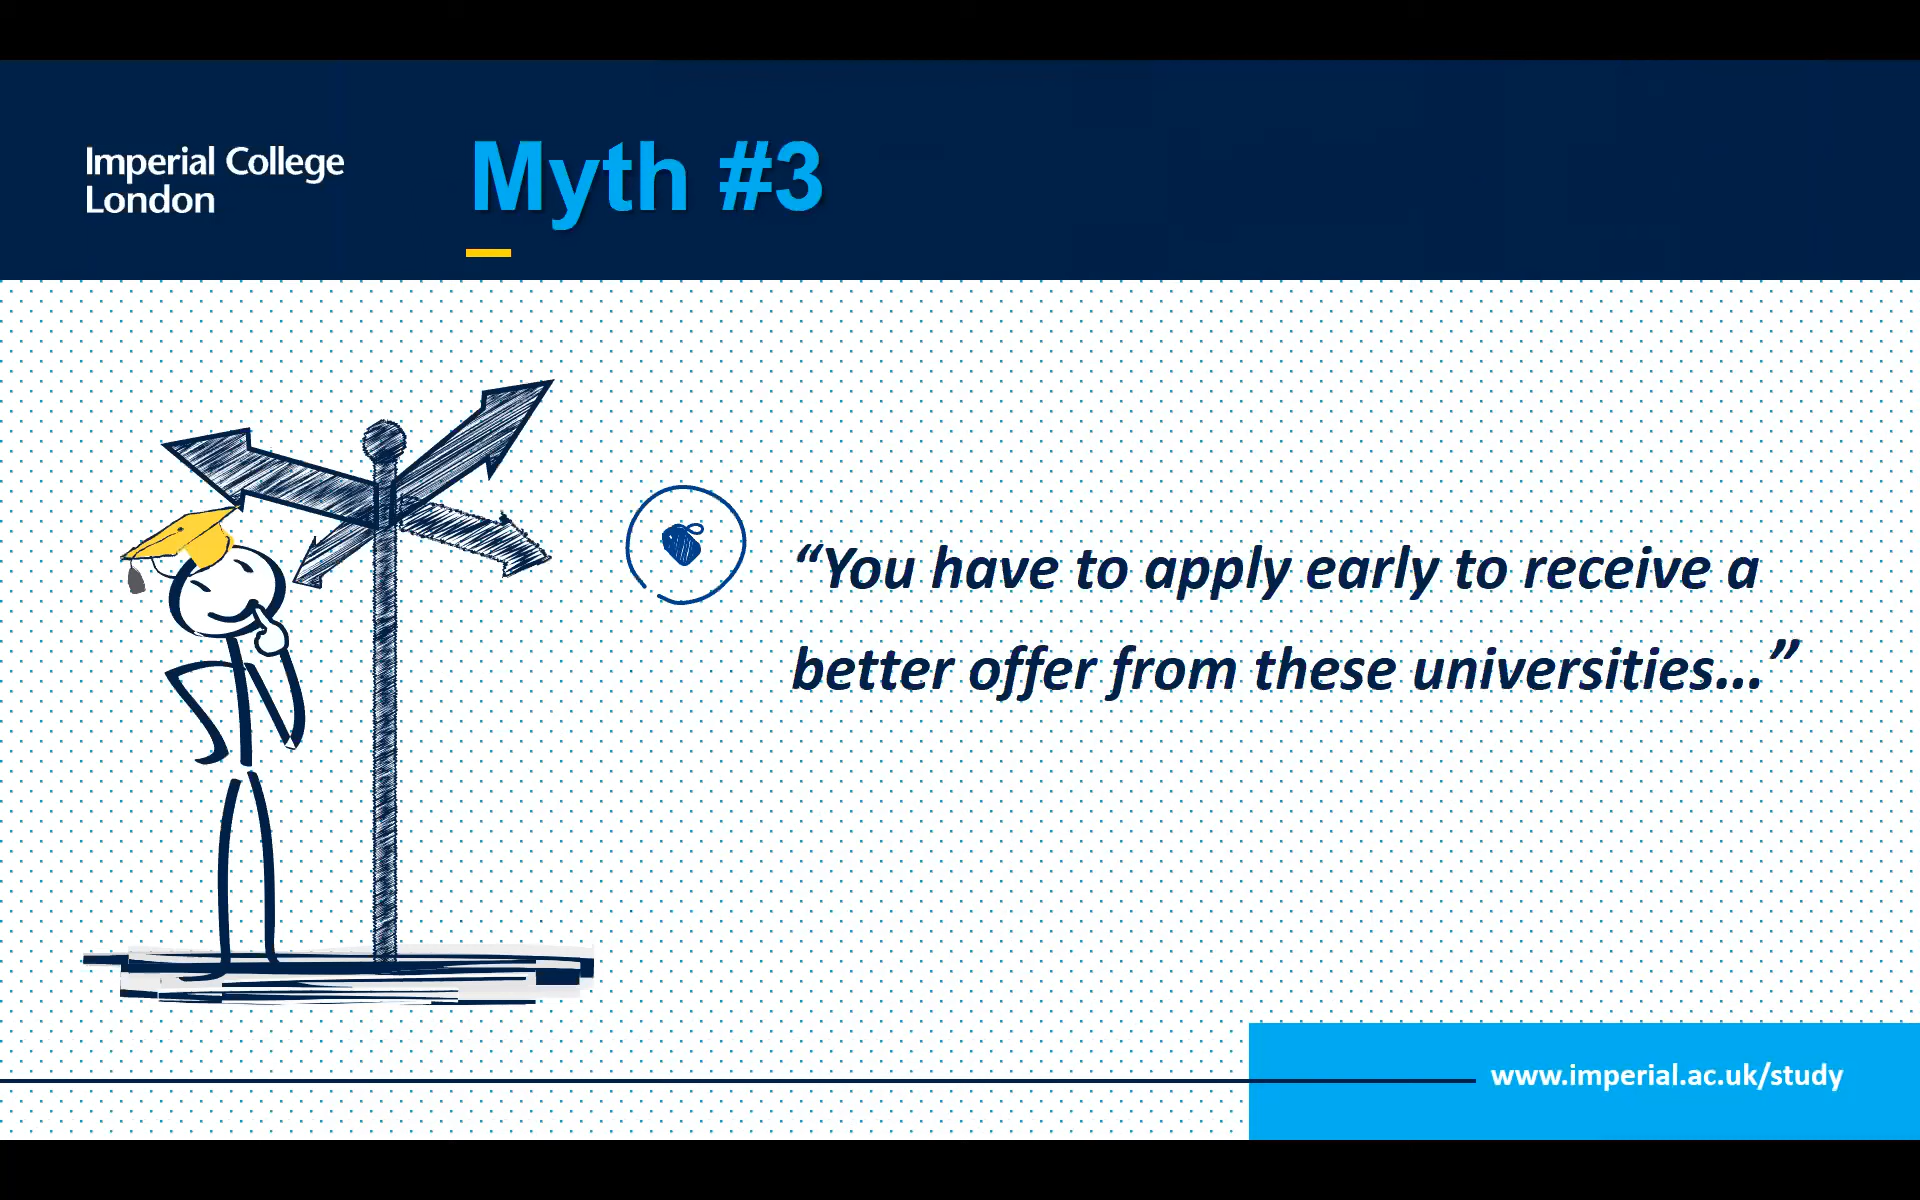 Imperial College
London
Myth #3
“You have to apply early to receive a
better offer from these universities...”
www.imperial.ac.uk/study